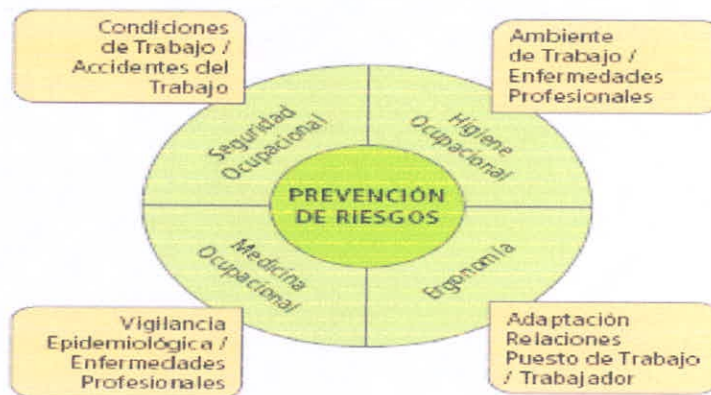 Condiciones
de Trabajo /
Accidentes del
Trabajo
Ambiente
de Trabajo /
Enfermedades
Profesionales
Seguridad
Ocupacional
Higiene
Ocupacional
PREVENCIÓN
DE RIESGOS
Medicina
Ocupacional
Ergonomía
Vigilancia
Epidemiológica /
Enfermedades
Profesionales
Adaptación
Relaciones
Puesto de Trabajo
/ Trabajador